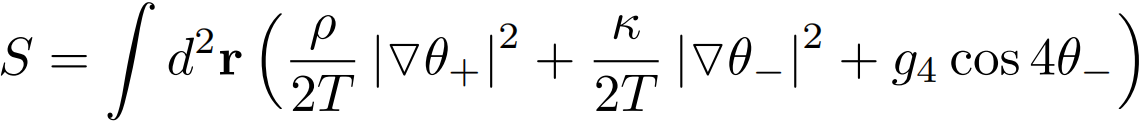 S = ∫ d²𝐫 ( ρ/2T |▽θ₊|² + κ/2T |▽θ₋|² + g₄ cos 4θ₋ )